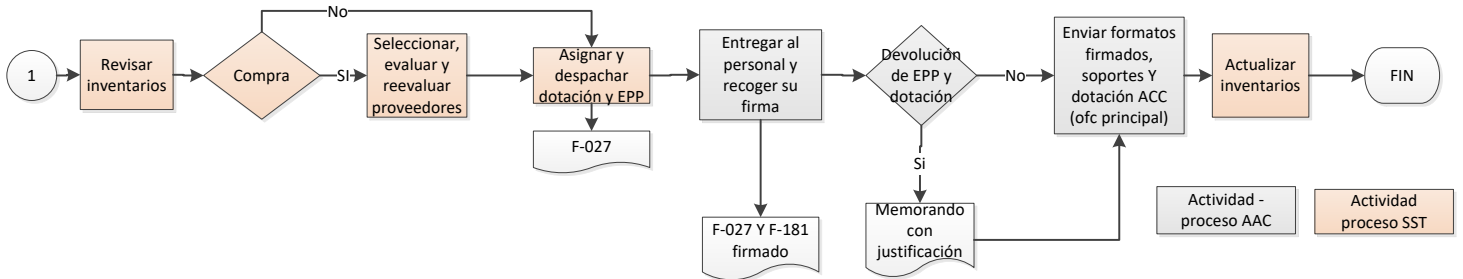 1
Revisar
inventarios
Compra
No
SI
Seleccionar,
evaluar y
reevaluar
proveedores
Asignar y
despachar
dotación y EPP
F-027
Entregar al
personal y
recoger su
firma
F-027 Y F-181
firmado
Devolución
de EPP y
dotación
No
Si
Memorando
con
justificación
Enviar formatos
firmados,
soportes Y
dotación ACC
(ofc principal)
Actualizar
inventarios
FIN
Actividad -
proceso AAC
Actividad
proceso SST